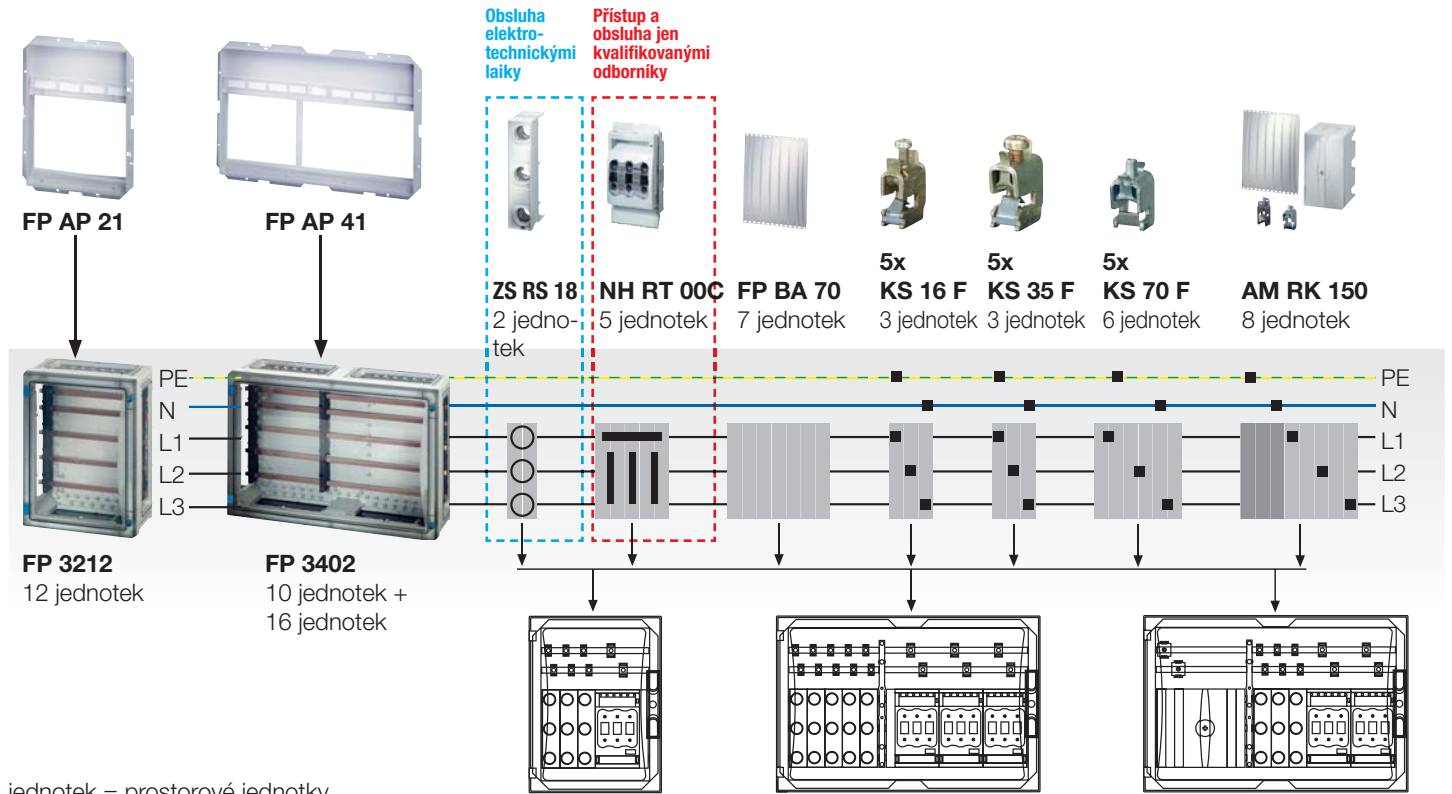 Obsluha
elektro-
technickými
laiky
Přístup a
obsluha jen
kvalifikovanými
odborníky
FP AP 21
FP AP 41
ZS RS 18
2 jedno-
tek
NH RT 00C
5 jednotek
FP BA 70
7 jednotek
5x
KS 16 F
3 jednotek
5x
KS 35 F
3 jednotek
5x
KS 70 F
6 jednotek
AM RK 150
8 jednotek
PE
N
L1
L2
L3
PE
N
L1
L2
L3
FP 3212
12 jednotek
FP 3402
10 jednotek +
16 jednotek
jednotek = prostorové jednotky